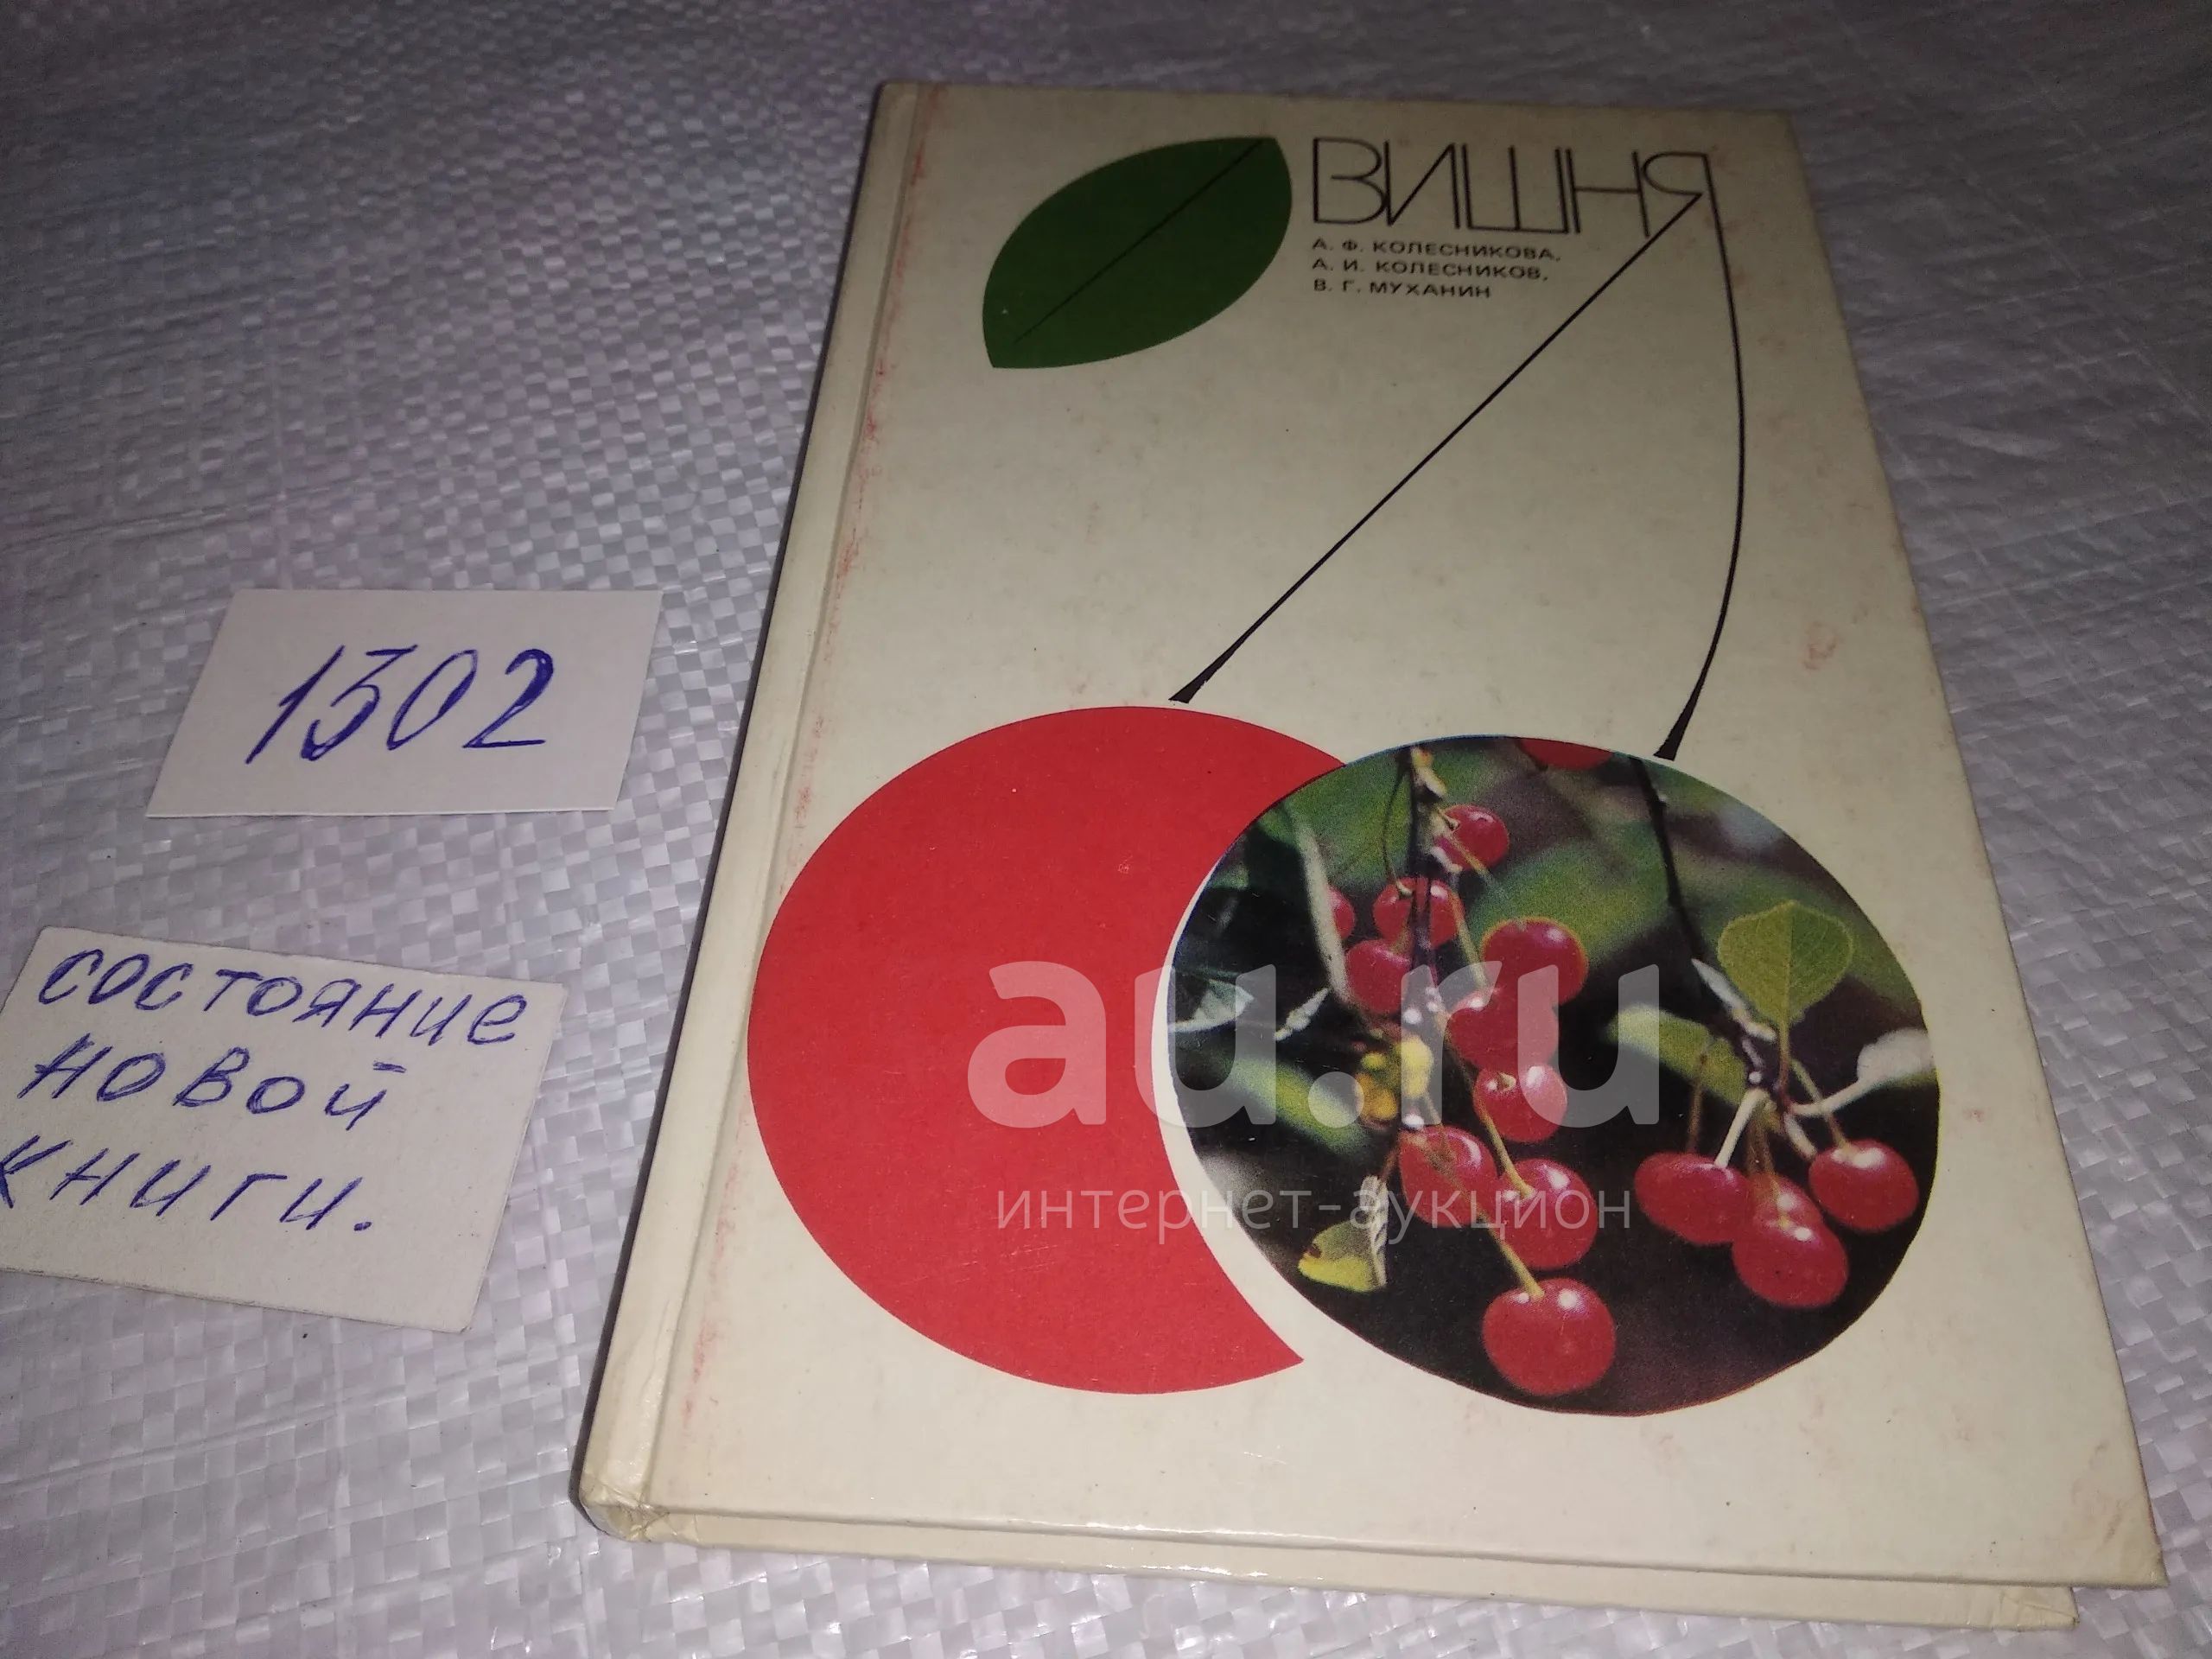 ВИШНЯ
А. Ф. КОЛЕСНИКОВА,
А. И. КОЛЕСНИКОВ,
В. Г. МУХАНИН
1302
состояние
новой
книги.
au.ru
интернет-аукцион